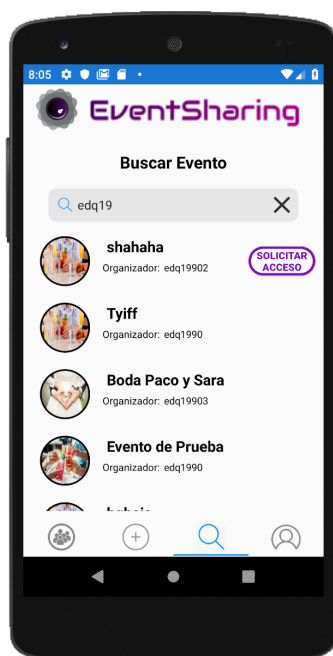 8:05
EventSharing
Buscar Evento
edq19
shahaha
Organizador: edq19902
SOLICITAR
ACCESO
Tyiff
Organizador: edq1990
Boda Paco y Sara
Organizador: edq19903
Evento de Prueba
Organizador: edq1990